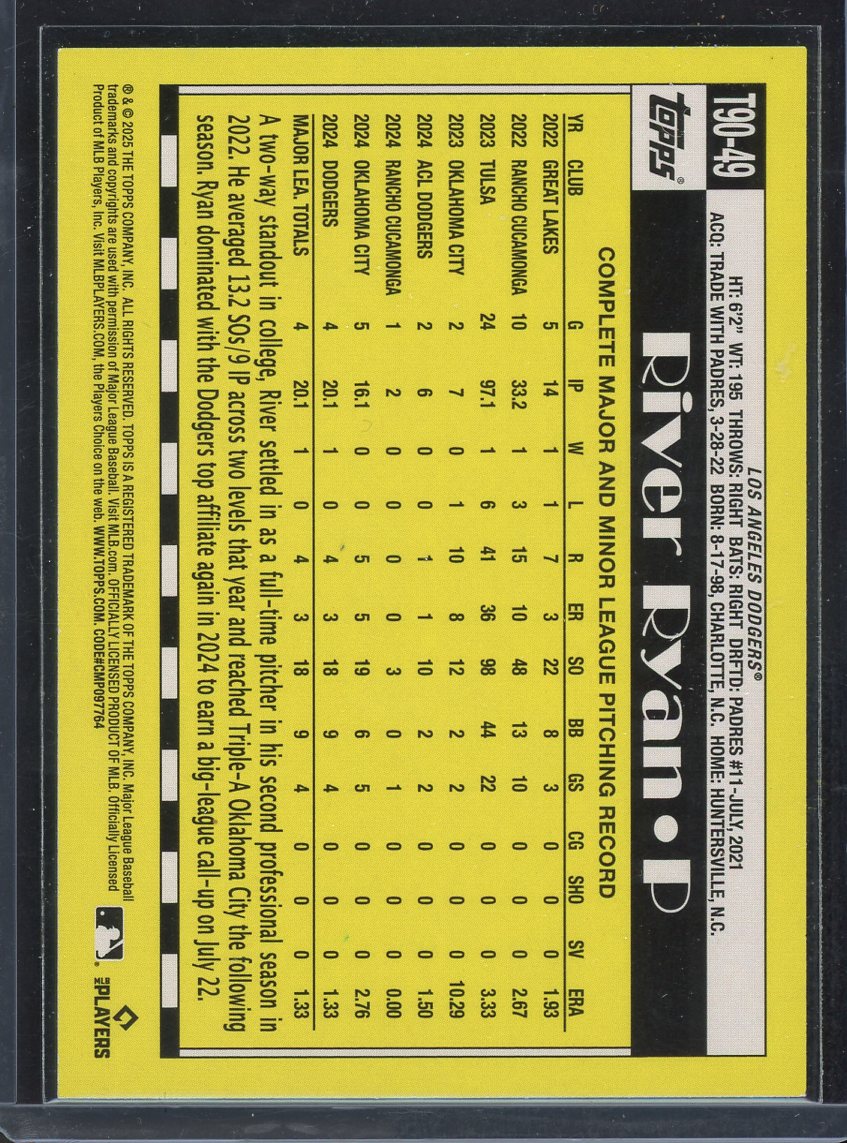 T90-49
LOS ANGELES DODGERS®
HT: 6'2" WT: 195 THROWS: RIGHT BATS: RIGHT DRFTD: PADRES #11-JULY, 2021
ACQ: TRADE WITH PADRES, 3-28-22 BORN: 8-17-98, CHARLOTTE, N.C. HOME: HUNTERSVILLE, N.C.
topps®
River Ryan • P
COMPLETE MAJOR AND MINOR LEAGUE PITCHING RECORD
YR CLUB G IP W L R ER SO BB GS CG SHO SV ERA
2022 GREAT LAKES 5 14 1 1 7 3 22 8 3 0 0 0 1.93
2022 RANCHO CUCAMONGA 10 33.2 1 3 15 10 48 13 10 0 0 0 2.67
2023 TULSA 24 97.1 1 6 41 36 98 44 22 0 0 0 3.33
2023 OKLAHOMA CITY 2 7 0 1 10 8 12 2 2 0 0 0 10.29
2024 ACL DODGERS 2 6 0 0 1 1 10 2 2 0 0 0 1.50
2024 RANCHO CUCAMONGA 1 2 0 0 0 0 3 0 1 0 0 0 0.00
2024 OKLAHOMA CITY 5 16.1 0 0 5 5 19 6 5 0 0 0 2.76
2024 DODGERS 4 20.1 1 0 4 3 18 9 4 0 0 0 1.33
MAJOR LEA. TOTALS 4 20.1 1 0 4 3 18 9 4 0 0 0 1.33
A two-way standout in college, River settled in as a full-time pitcher in his second professional season in
2022. He averaged 13.2 SOs/9 IP across two levels that year and reached Triple-A Oklahoma City the following
season. Ryan dominated with the Dodgers top affiliate again in 2024 to earn a big-league call-up on July 22.
® & © 2025 THE TOPPS COMPANY, INC. ALL RIGHTS RESERVED. TOPPS IS A REGISTERED TRADEMARK OF THE TOPPS COMPANY, INC. Major League Baseball
trademarks and copyrights are used with permission of Major League Baseball. Visit MLB.com. OFFICIALLY LICENSED PRODUCT OF MLB. Officially Licensed
Product of MLB Players, Inc. Visit MLBPLAYERS.COM, the Players Choice on the web. WWW.TOPPS.COM. CODE#CMP097764
MLB PLAYERS